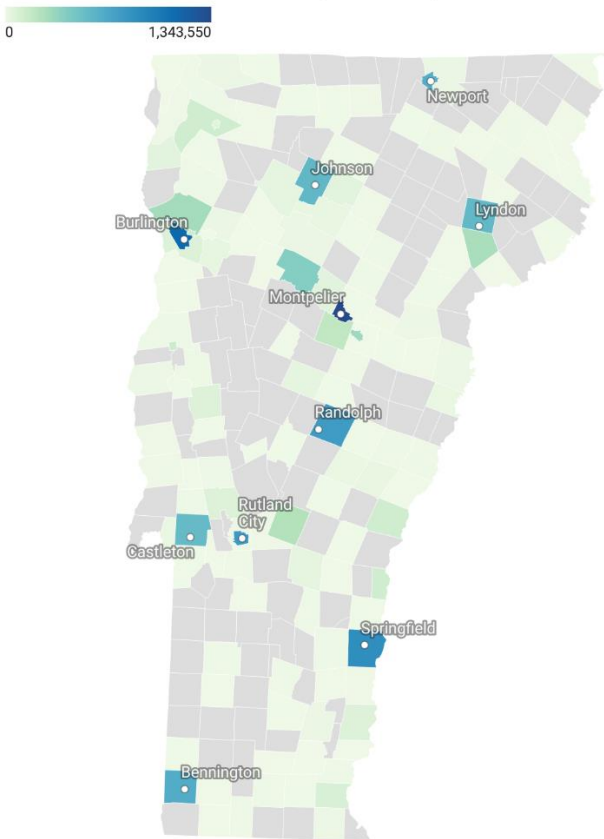 0 1,343,550
Newport
Johnson
Lyndon
Burlington
Montpelier
Randolph
Rutland
City
Castleton
Springfield
Bennington